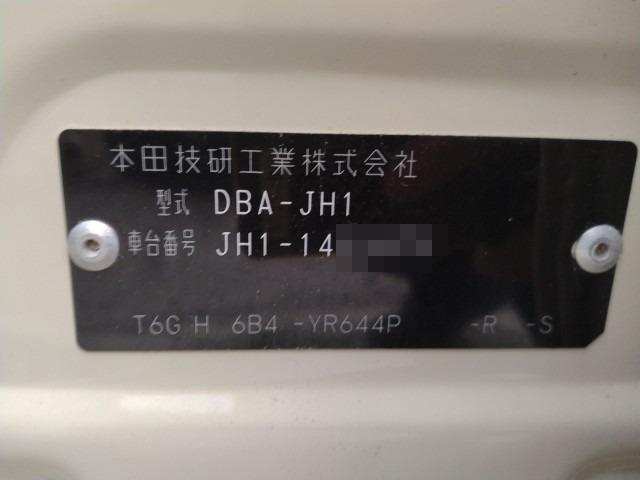 本田技研工業株式会社
型式 DBA-JH1
車台番号 JH1-14
T6G H 6B4 -YR644P -R -S